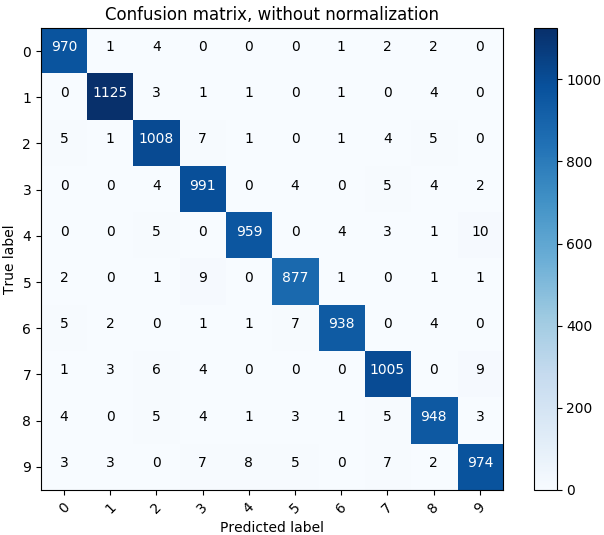 Confusion matrix, without normalization
True label
0 970 1 4 0 0 0 1 2 2 0
1 0 1125 3 1 1 0 1 0 4 0
2 5 1 1008 7 1 0 1 4 5 0
3 0 0 4 991 0 4 0 5 4 2
4 0 0 5 0 959 0 4 3 1 10
5 2 0 1 9 0 877 1 0 1 1
6 5 2 0 1 1 7 938 0 4 0
7 1 3 6 4 0 0 0 1005 0 9
8 4 0 5 4 1 3 1 5 948 3
9 3 3 0 7 8 5 0 7 2 974
0 1 2 3 4 5 6 7 8 9
Predicted label
1000
800
600
400
200
0